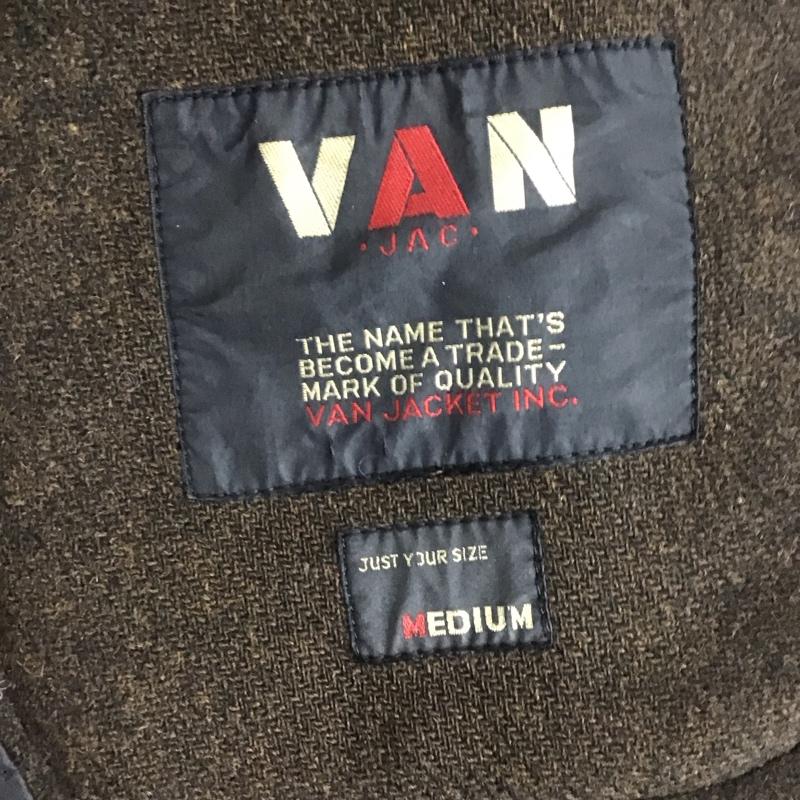 VAN
·JAC·
THE NAME THAT'S
BECOME A TRADE-
MARK OF QUALITY
VAN JACKET INC.
JUST YOUR SIZE
MEDIUM